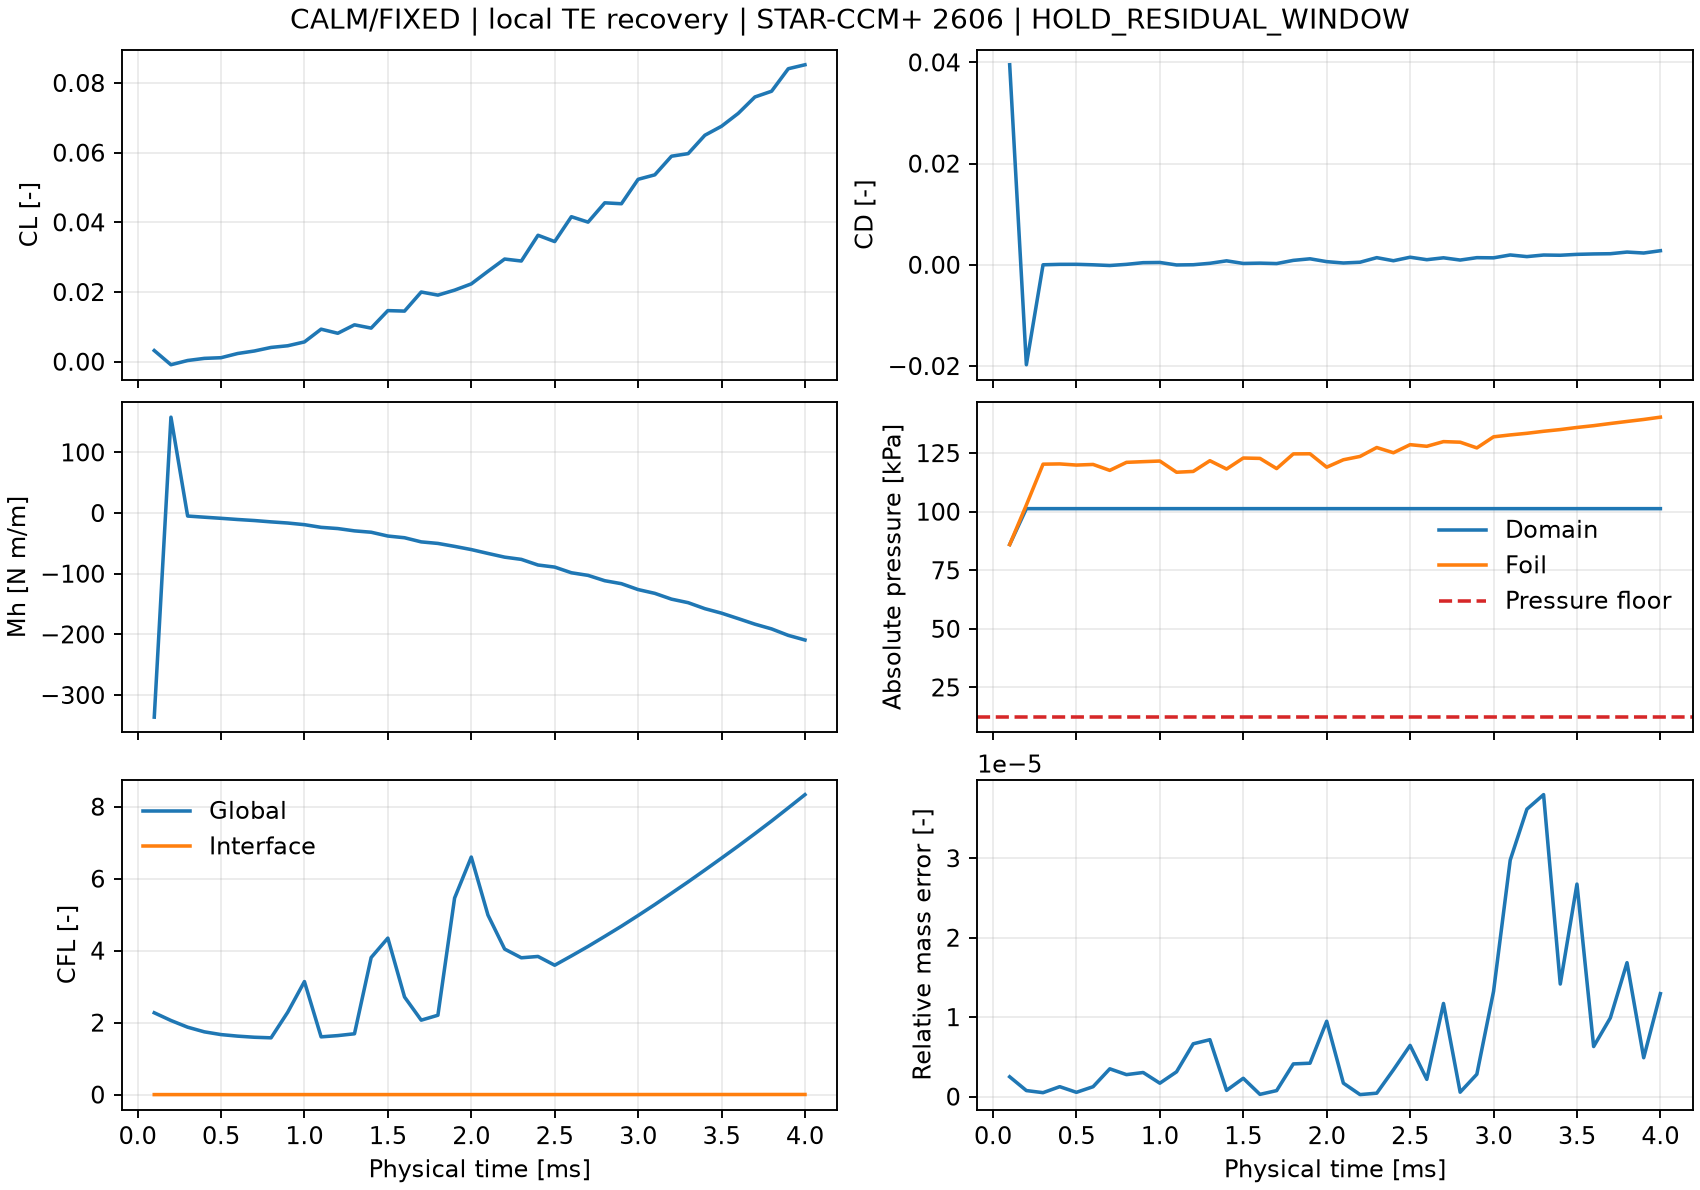 CALM/FIXED | local TE recovery | STAR-CCM+ 2606 | HOLD_RESIDUAL_WINDOW
CL [-]
0.08
0.06
0.04
0.02
0.00
CD [-]
0.04
0.02
0.00
−0.02
Mh [N m/m]
100
0
−100
−200
−300
Absolute pressure [kPa]
125
100
75
50
25
Domain
Foil
Pressure floor
CFL [-]
8
6
4
2
0
Global
Interface
0.0 0.5 1.0 1.5 2.0 2.5 3.0 3.5 4.0
Physical time [ms]
1e−5
Relative mass error [-]
3
2
1
0
0.0 0.5 1.0 1.5 2.0 2.5 3.0 3.5 4.0
Physical time [ms]